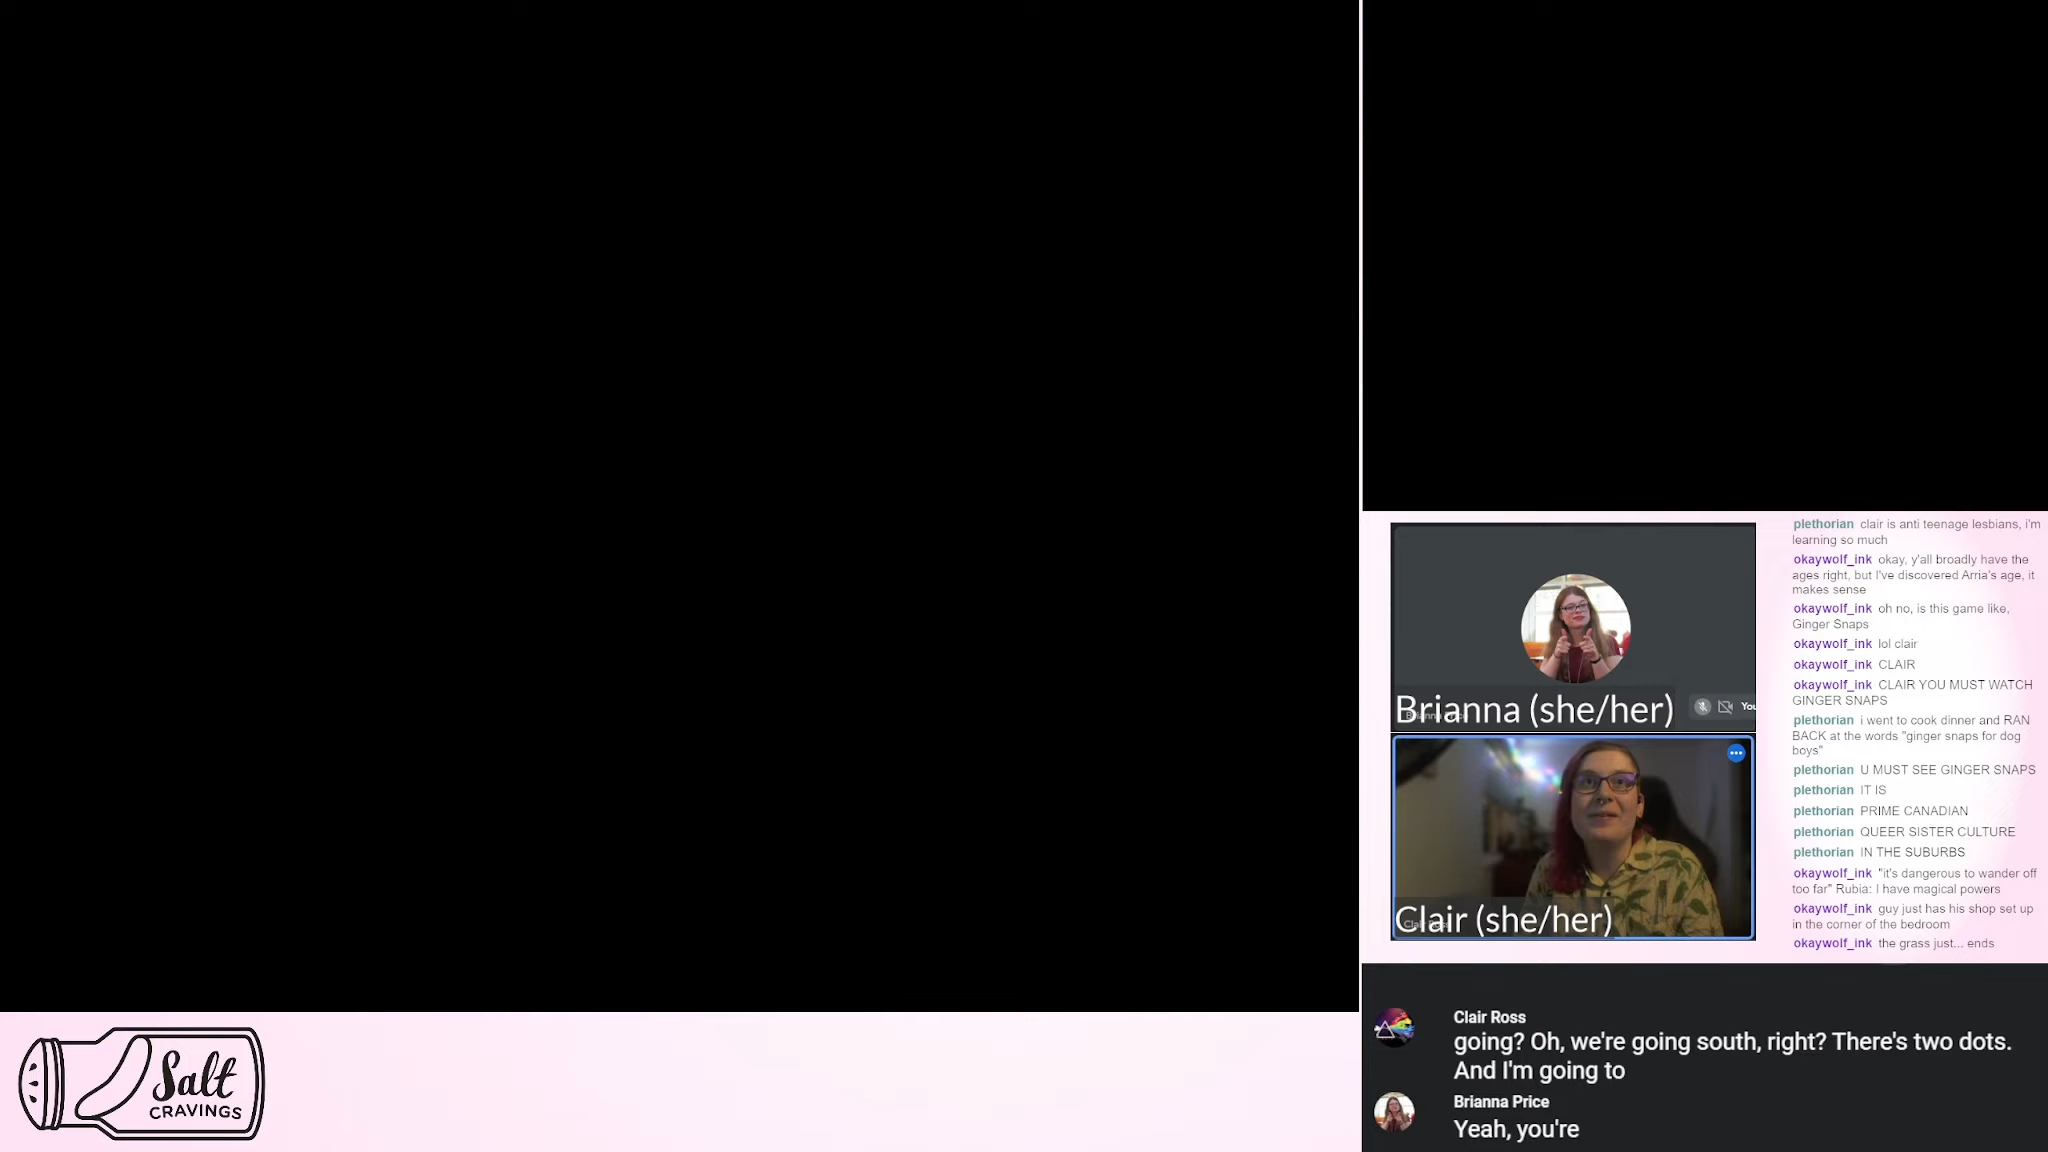 plethorian clair is anti teenage lesbians, i'm
learning so much
okaywolf_ink okay, y'all broadly have the
ages right, but I've discovered Arria's age, it
makes sense
okaywolf_ink oh no, is this game like,
Ginger Snaps
okaywolf_ink lol clair
okaywolf_ink CLAIR
okaywolf_ink CLAIR YOU MUST WATCH
GINGER SNAPS
plethorian i went to cook dinner and RAN
BACK at the words "ginger snaps for dog
boys"
plethorian U MUST SEE GINGER SNAPS
plethorian IT IS
plethorian PRIME CANADIAN
plethorian QUEER SISTER CULTURE
plethorian IN THE SUBURBS
okaywolf_ink "it's dangerous to wander off
too far" Rubia: I have magical powers
okaywolf_ink guy just has his shop set up
in the corner of the bedroom
okaywolf_ink the grass just... ends
Brianna (she/her)
You
Clair (she/her)
Clair Ross
going? Oh, we're going south, right? There's two dots.
And I'm going to
Brianna Price
Yeah, you're
Salt
CRAVINGS